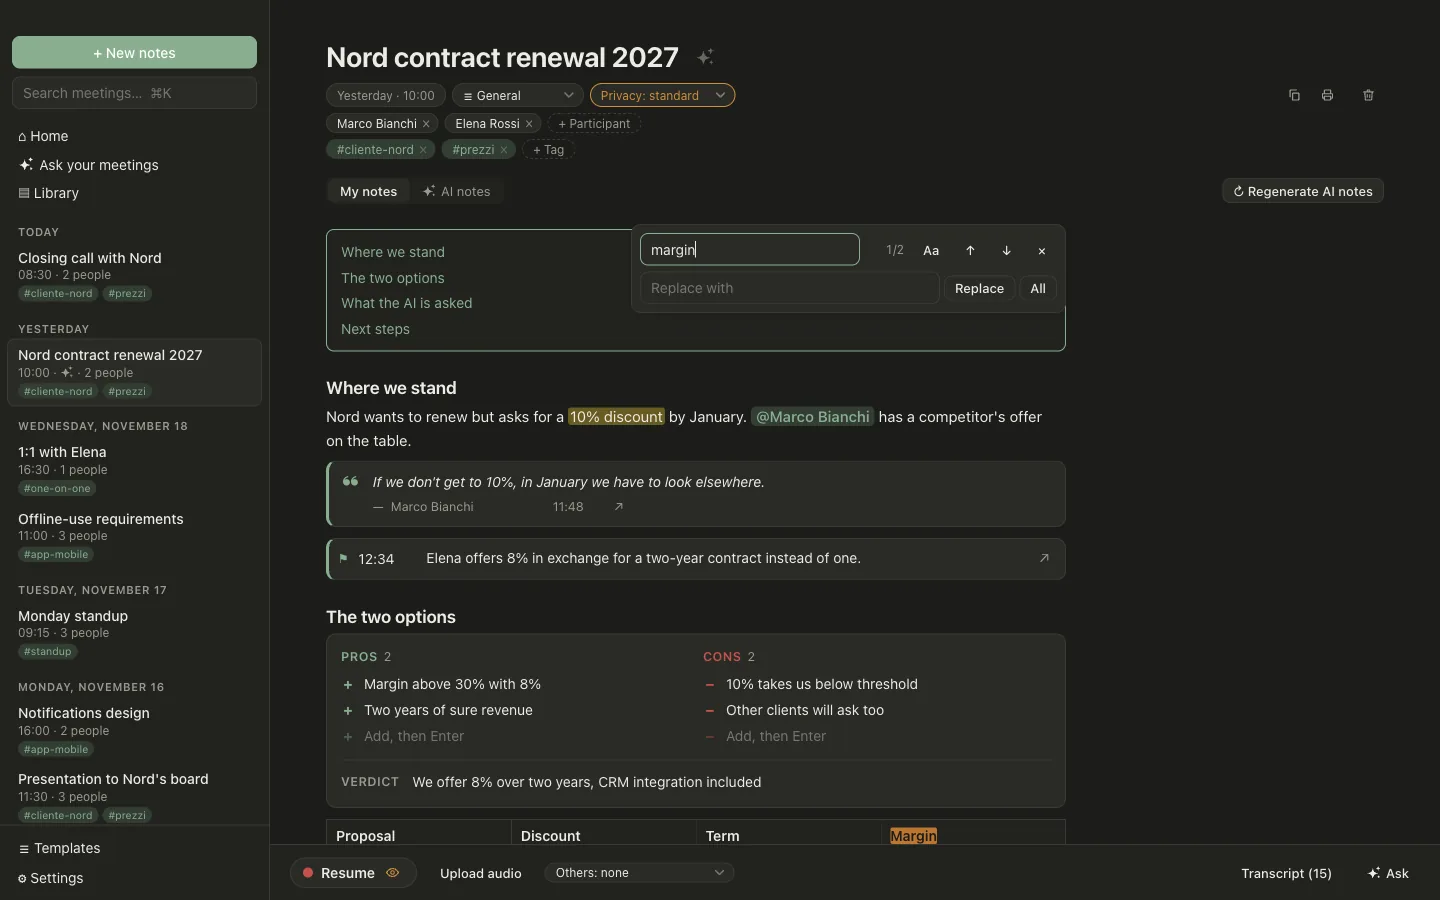 + New notes
Search meetings... ⌘K
Home
Ask your meetings
Library
TODAY
Closing call with Nord
08:30 · 2 people
#cliente-nord #prezzi
YESTERDAY
Nord contract renewal 2027
10:00 · 2 people
#cliente-nord #prezzi
WEDNESDAY, NOVEMBER 18
1:1 with Elena
16:30 · 1 people
#one-on-one
Offline-use requirements
11:00 · 3 people
#app-mobile
TUESDAY, NOVEMBER 17
Monday standup
09:15 · 3 people
#standup
MONDAY, NOVEMBER 16
Notifications design
16:00 · 2 people
#app-mobile
Presentation to Nord's board
11:30 · 3 people
#cliente-nord #prezzi
Templates
Settings
Nord contract renewal 2027
Yesterday · 10:00 General Privacy: standard
Marco Bianchi × Elena Rossi × + Participant
#cliente-nord × #prezzi × + Tag
My notes AI notes Regenerate AI notes
margin 1/2 Aa ↑ ↓ ×
Replace with Replace All
Where we stand
The two options
What the AI is asked
Next steps
Where we stand
Nord wants to renew but asks for a 10% discount by January. @Marco Bianchi has a competitor's offer
on the table.
If we don't get to 10%, in January we have to look elsewhere.
— Marco Bianchi 11:48 ↗
12:34 Elena offers 8% in exchange for a two-year contract instead of one. ↗
The two options
PROS 2 CONS 2
+ Margin above 30% with 8% − 10% takes us below threshold
+ Two years of sure revenue − Other clients will ask too
+ Add, then Enter − Add, then Enter
VERDICT We offer 8% over two years, CRM integration included
Proposal Discount Term Margin
Resume Upload audio Others: none Transcript (15) Ask